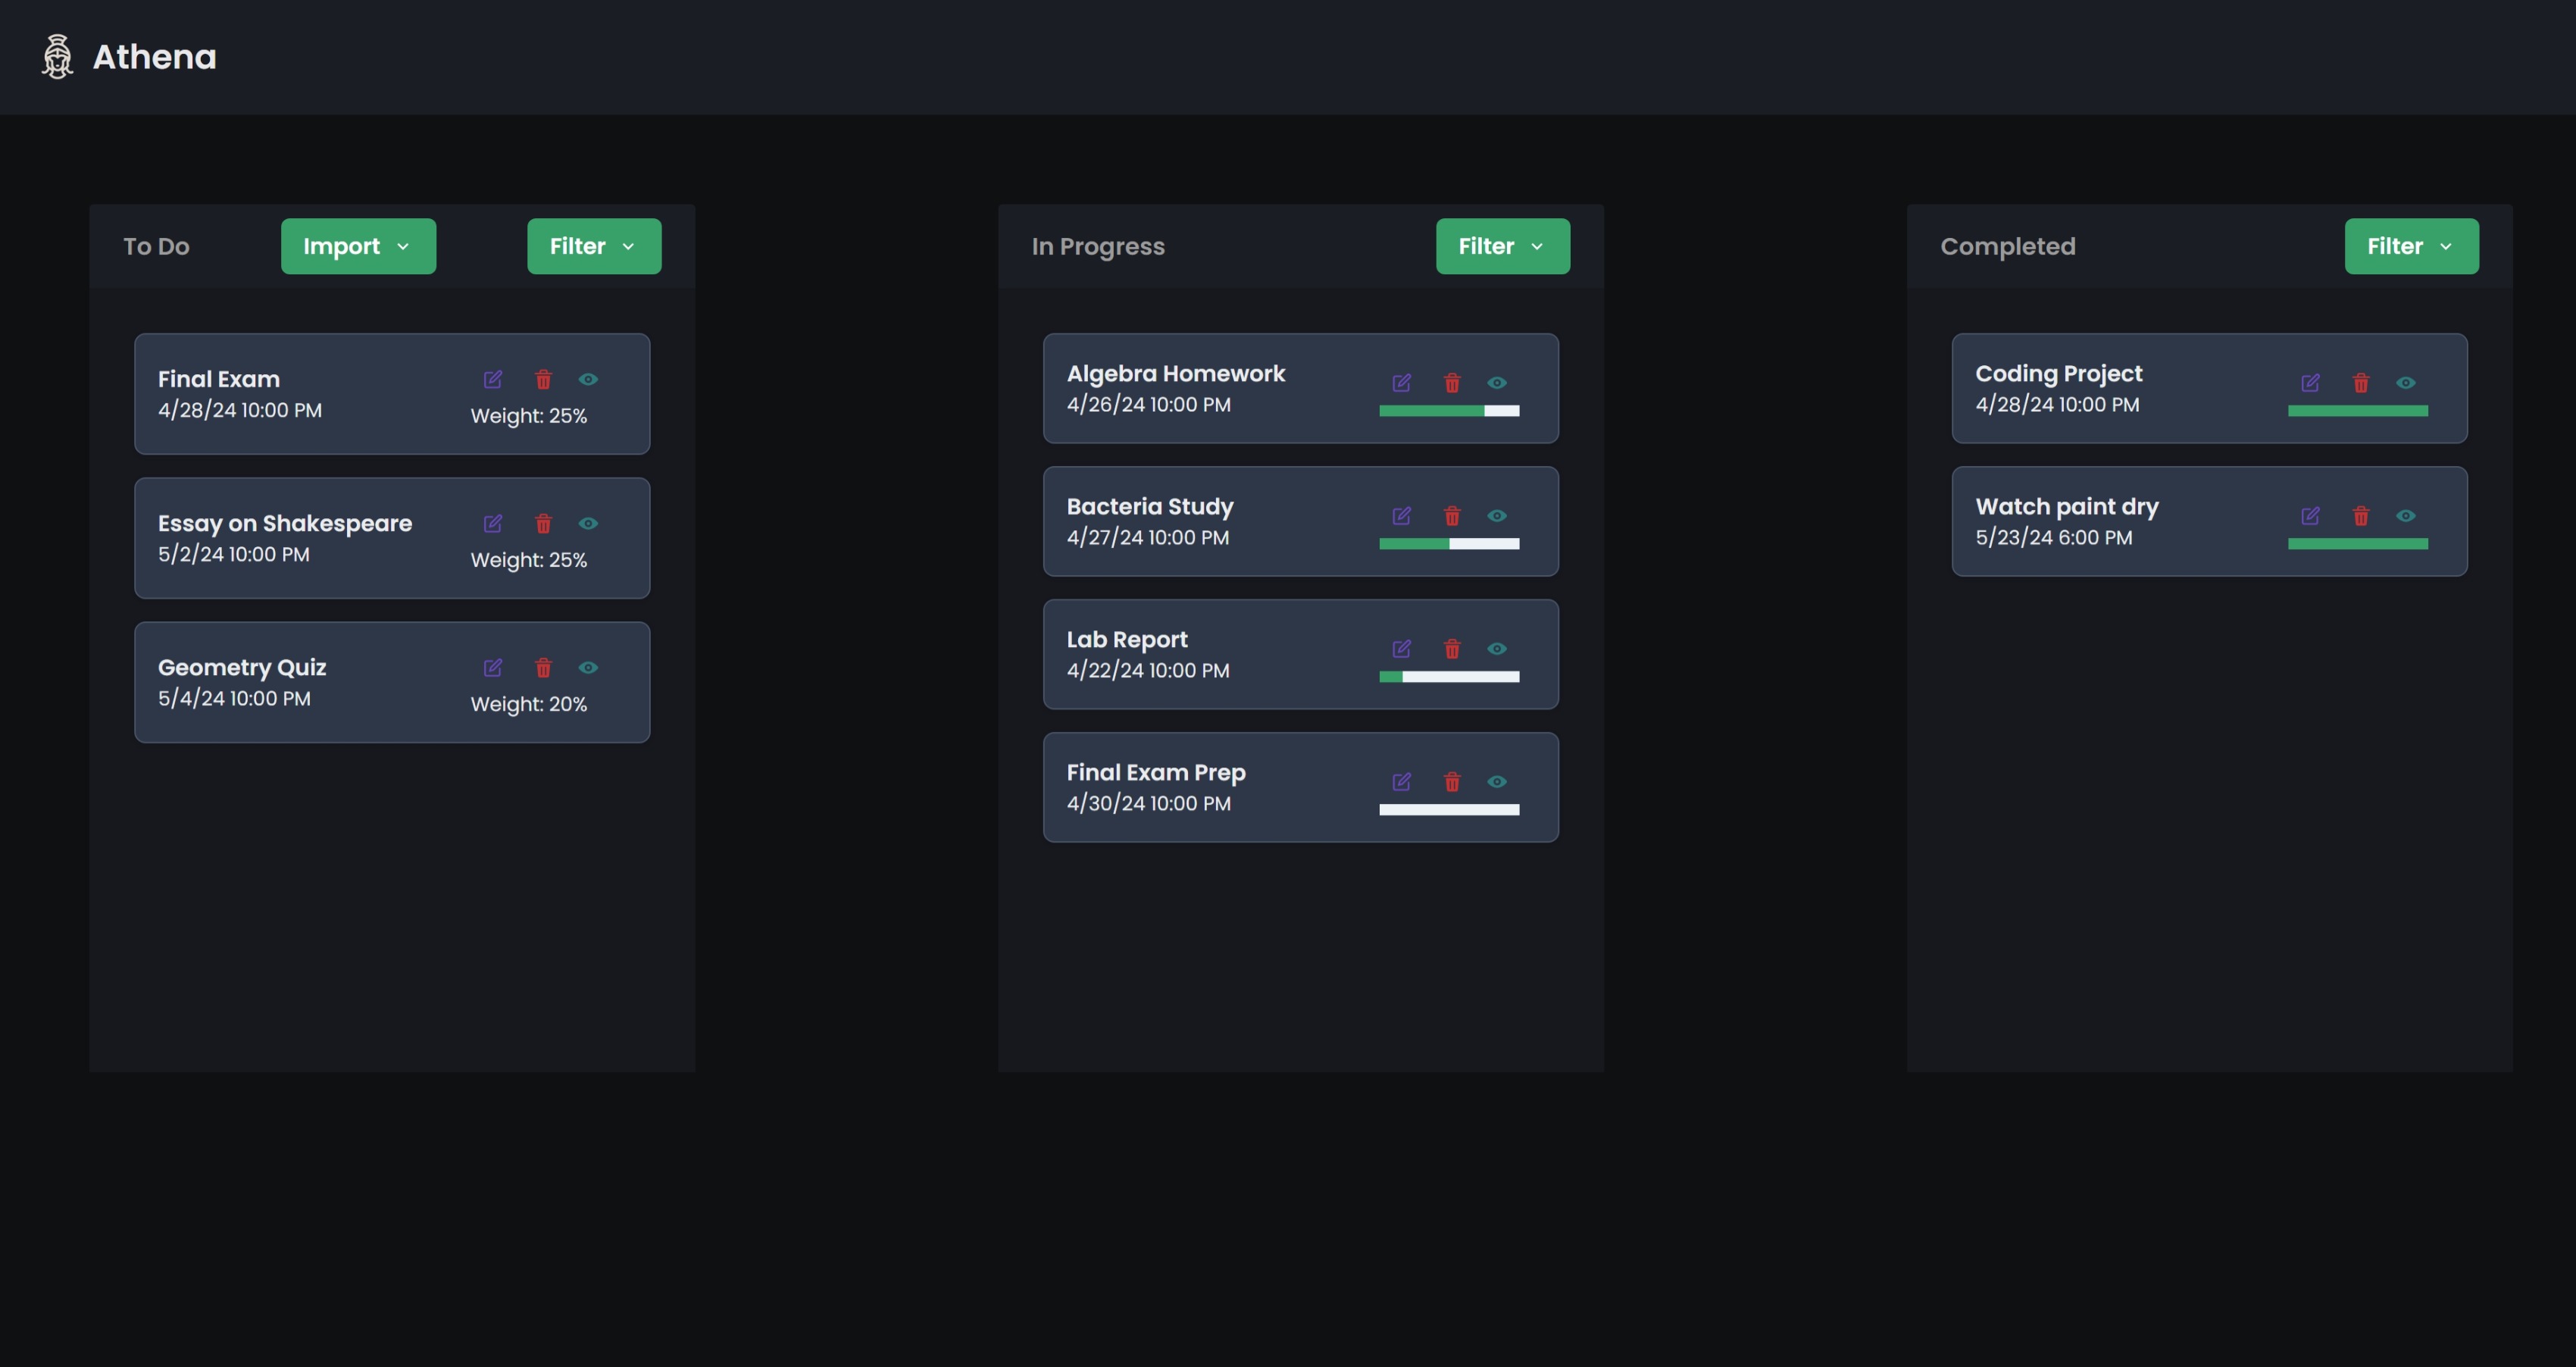 Athena
To Do
Import
Filter
Final Exam
4/28/24 10:00 PM
Weight: 25%
Essay on Shakespeare
5/2/24 10:00 PM
Weight: 25%
Geometry Quiz
5/4/24 10:00 PM
Weight: 20%
In Progress
Filter
Algebra Homework
4/26/24 10:00 PM
Bacteria Study
4/27/24 10:00 PM
Lab Report
4/22/24 10:00 PM
Final Exam Prep
4/30/24 10:00 PM
Completed
Filter
Coding Project
4/28/24 10:00 PM
Watch paint dry
5/23/24 6:00 PM